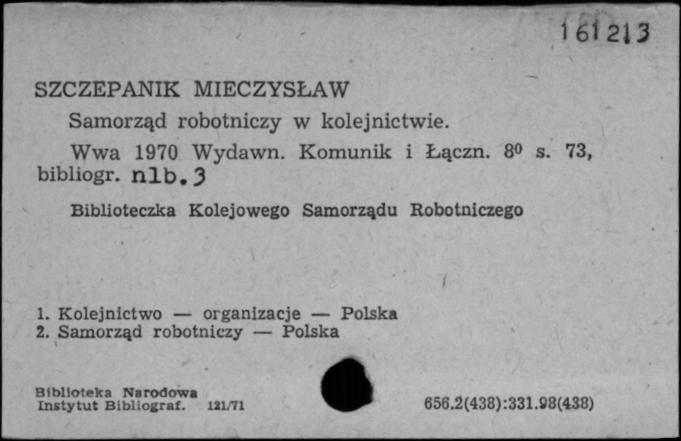 161213
SZCZEPANIK MIECZYSŁAW
Samorząd robotniczy w kolejnictwie.
Wwa 1970 Wydawn. Komunik i Łączn. 8⁰ s. 73,
bibliogr. nlb. 3
Biblioteczka Kolejowego Samorządu Robotniczego
1. Kolejnictwo — organizacje — Polska
2. Samorząd robotniczy — Polska
Biblioteka Narodowa
Instytut Bibliograf. 121/71
656.2(438):331.98(438)